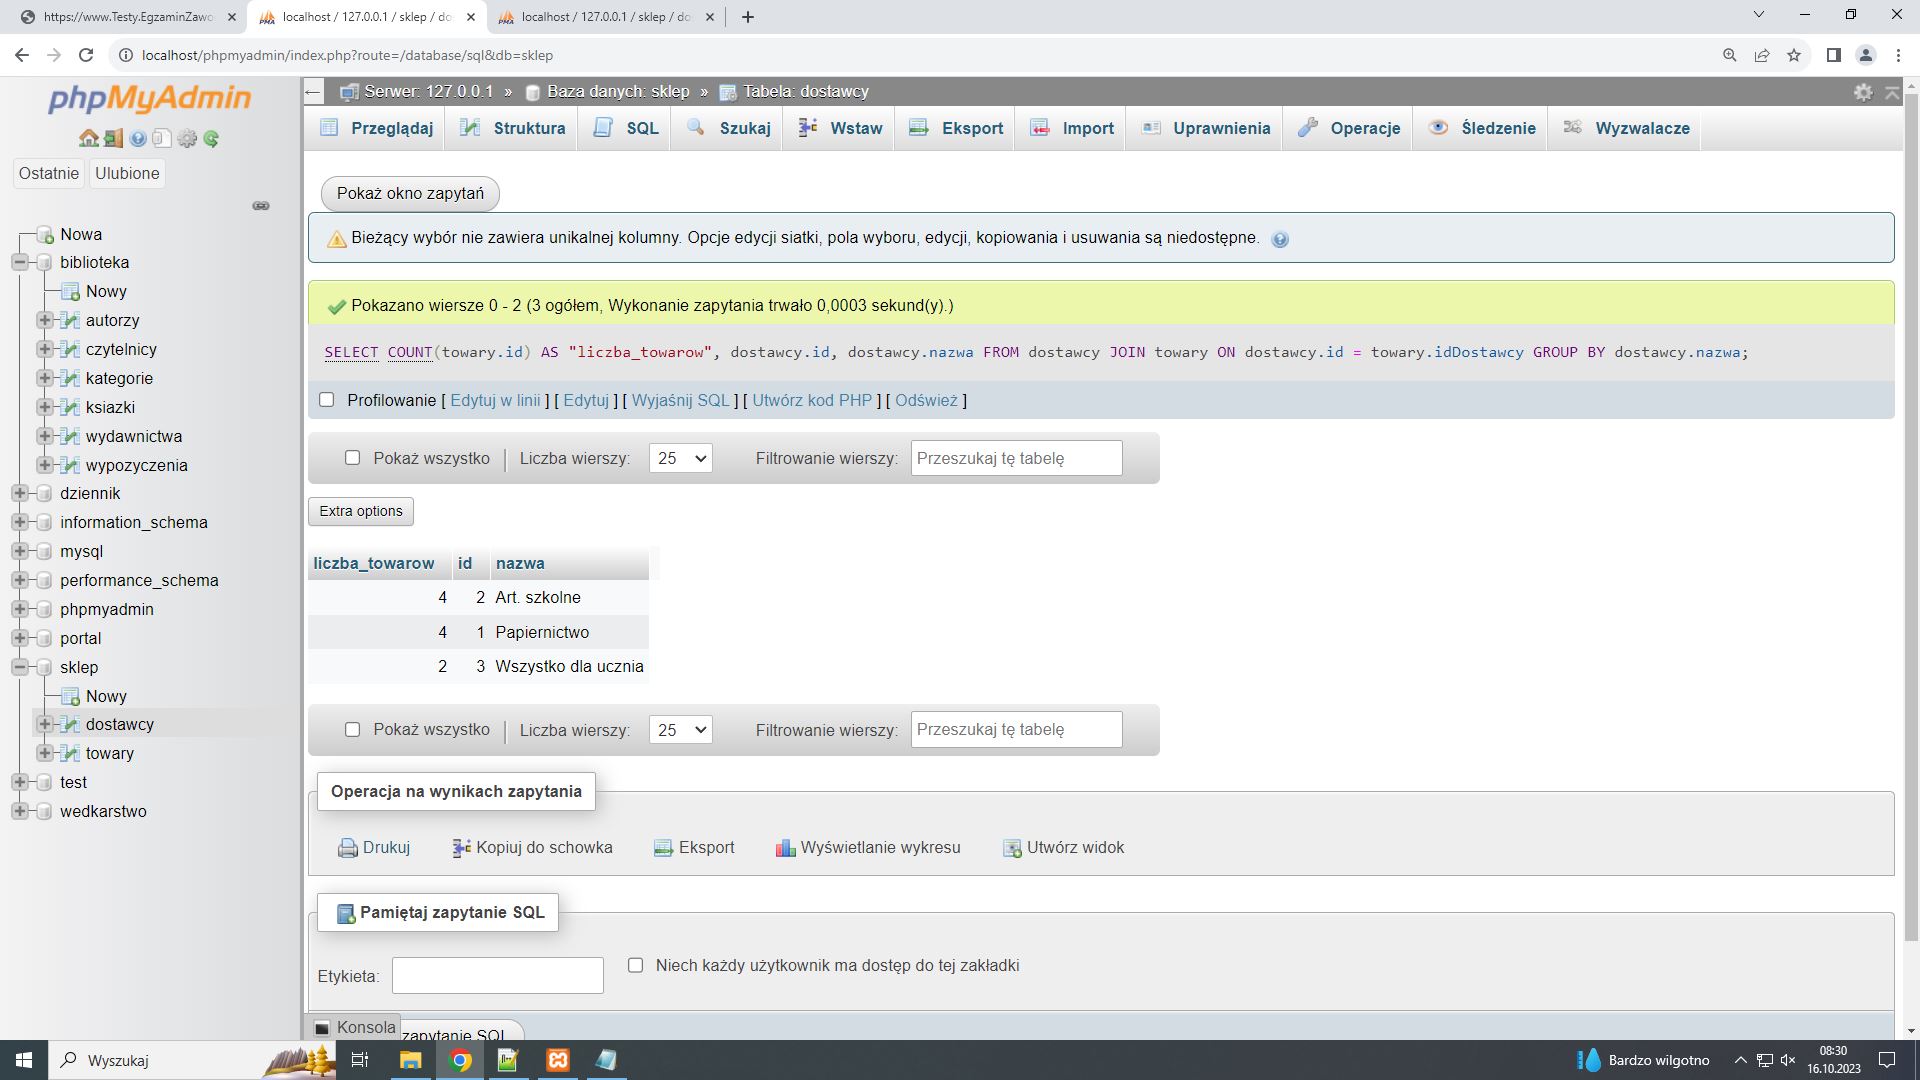 https://www.Testy.EgzaminZawo
localhost / 127.0.0.1 / sklep / do
localhost / 127.0.0.1 / sklep / do
localhost/phpmyadmin/index.php?route=/database/sql&db=sklep
phpMyAdmin
Ostatnie
Ulubione
Nowa
biblioteka
Nowy
autorzy
czytelnicy
kategorie
ksiazki
wydawnictwa
wypozyczenia
dziennik
information_schema
mysql
performance_schema
phpmyadmin
portal
sklep
Nowy
dostawcy
towary
test
wedkarstwo
Serwer: 127.0.0.1 » Baza danych: sklep » Tabela: dostawcy
Przeglądaj Struktura SQL Szukaj Wstaw Eksport Import Uprawnienia Operacje Śledzenie Wyzwalacze
Pokaż okno zapytań
Bieżący wybór nie zawiera unikalnej kolumny. Opcje edycji siatki, pola wyboru, edycji, kopiowania i usuwania są niedostępne.
Pokazano wiersze 0 - 2 (3 ogółem, Wykonanie zapytania trwało 0,0003 sekund(y).)
SELECT COUNT(towary.id) AS "liczba_towarow", dostawcy.id, dostawcy.nazwa FROM dostawcy JOIN towary ON dostawcy.id = towary.idDostawcy GROUP BY dostawcy.nazwa;
Profilowanie [ Edytuj w linii ] [ Edytuj ] [ Wyjaśnij SQL ] [ Utwórz kod PHP ] [ Odśwież ]
Pokaż wszystko | Liczba wierszy: 25 Filtrowanie wierszy: Przeszukaj tę tabelę
Extra options
liczba_towarow id nazwa
4 2 Art. szkolne
4 1 Papiernictwo
2 3 Wszystko dla ucznia
Pokaż wszystko | Liczba wierszy: 25 Filtrowanie wierszy: Przeszukaj tę tabelę
Operacja na wynikach zapytania
Drukuj Kopiuj do schowka Eksport Wyświetlanie wykresu Utwórz widok
Pamiętaj zapytanie SQL
Etykieta: Niech każdy użytkownik ma dostęp do tej zakładki
Konsola
zapytanie SQL
Wyszukaj
Bardzo wilgotno
08:30
16.10.2023